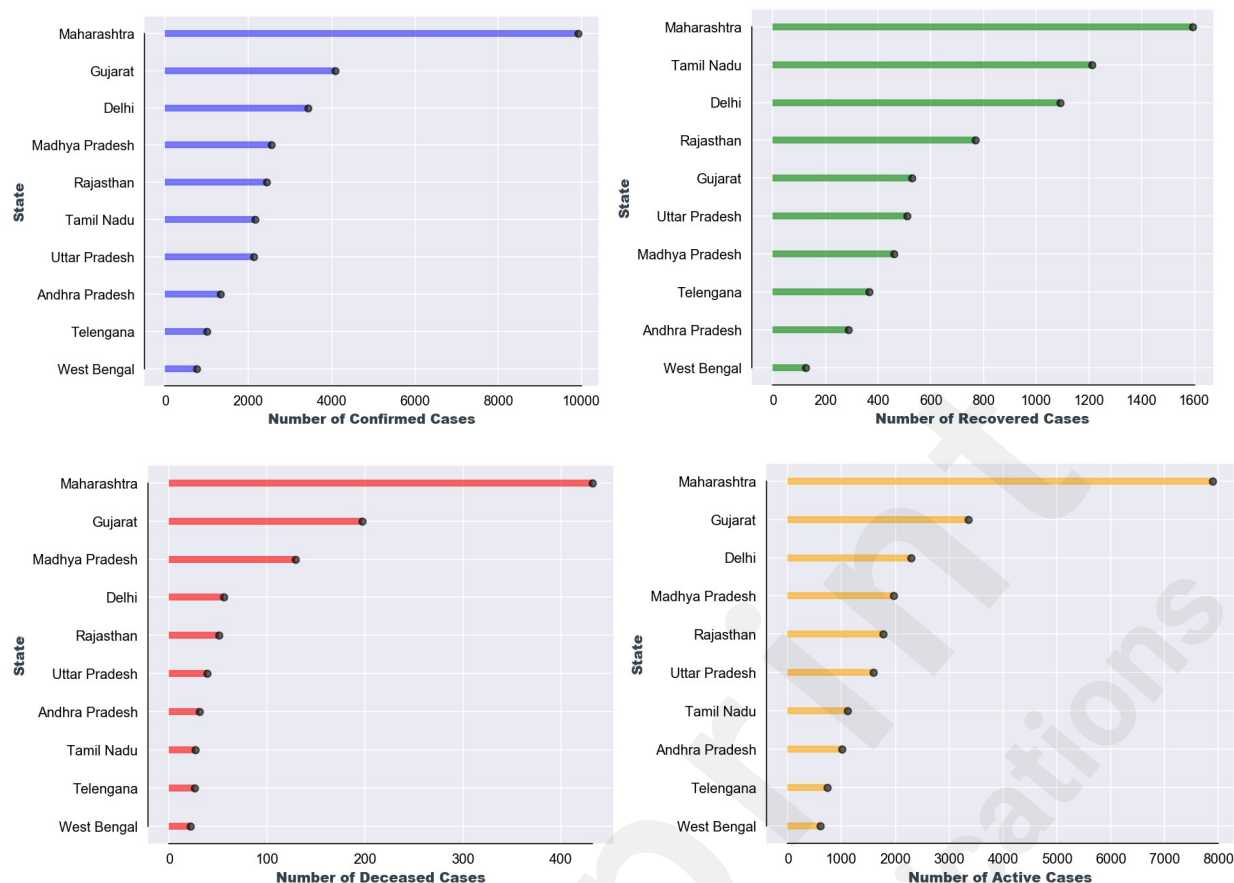 Maharashtra
Gujarat
Delhi
Madhya Pradesh
Rajasthan
Tamil Nadu
Uttar Pradesh
Andhra Pradesh
Telengana
West Bengal
State
0 2000 4000 6000 8000 10000
Number of Confirmed Cases
Maharashtra
Tamil Nadu
Delhi
Rajasthan
Gujarat
Uttar Pradesh
Madhya Pradesh
Telengana
Andhra Pradesh
West Bengal
State
0 200 400 600 800 1000 1200 1400 1600
Number of Recovered Cases
Maharashtra
Gujarat
Madhya Pradesh
Delhi
Rajasthan
Uttar Pradesh
Andhra Pradesh
Tamil Nadu
Telengana
West Bengal
State
0 100 200 300 400
Number of Deceased Cases
Maharashtra
Gujarat
Delhi
Madhya Pradesh
Rajasthan
Uttar Pradesh
Tamil Nadu
Andhra Pradesh
Telengana
West Bengal
State
0 1000 2000 3000 4000 5000 6000 7000 8000
Number of Active Cases